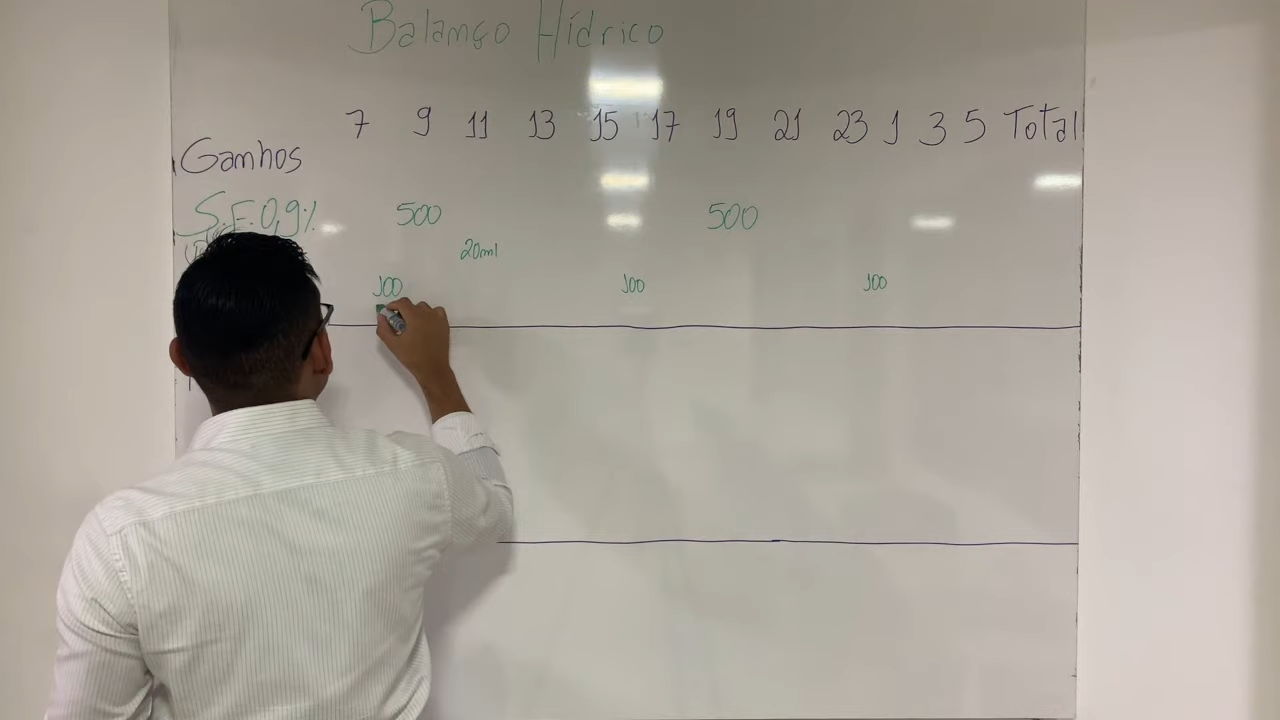 Balanço Hídrico
7 9 11 13 15 17 19 21 23 1 3 5 Total
Ganhos
S.F. 0,9% 500 500
20ml
100 100 100